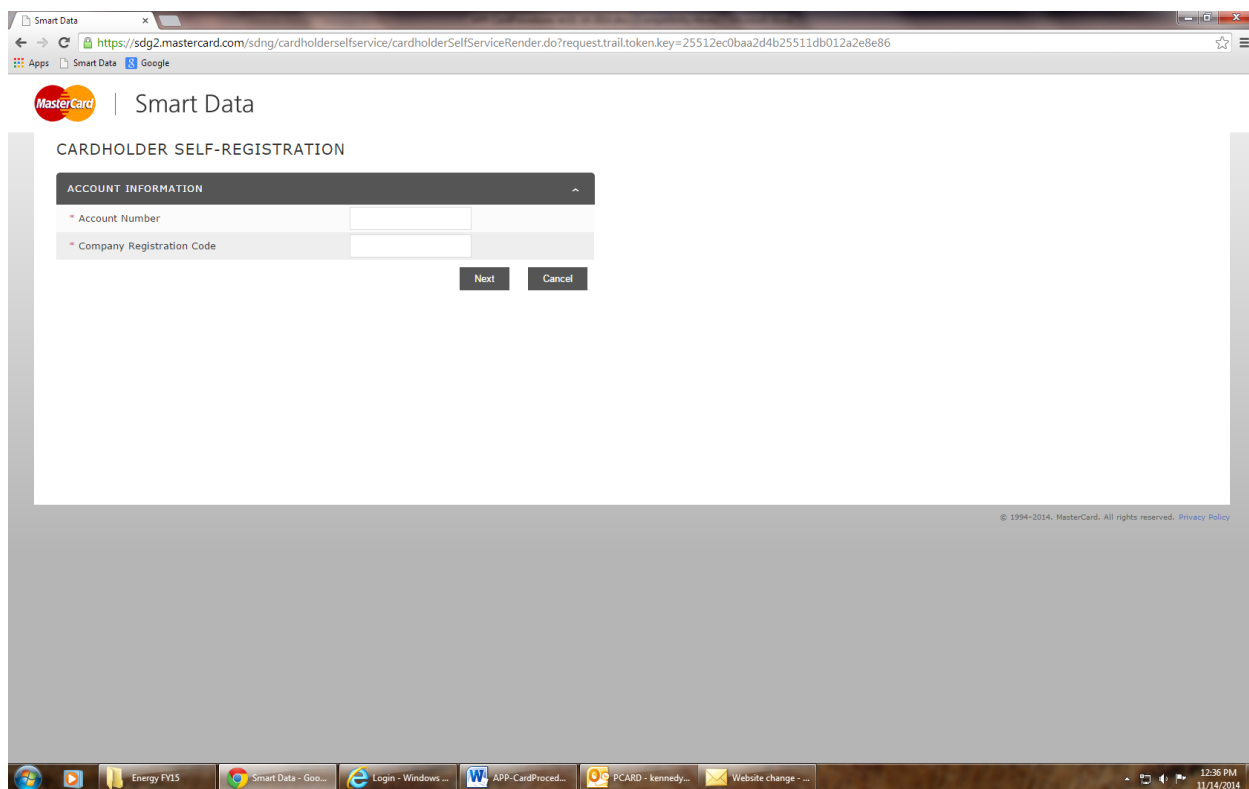 Smart Data
https://sdg2.mastercard.com/sdng/cardholderselfservice/cardholderSelfServiceRender.do?request.trail.token.key=25512ec0baa2d4b25511db012a2e8e86
Apps Smart Data Google
MasterCard Smart Data
CARDHOLDER SELF-REGISTRATION
ACCOUNT INFORMATION
* Account Number
* Company Registration Code
Next Cancel
© 1994-2014. MasterCard. All rights reserved. Privacy Policy
Energy FY15 Smart Data - Goo... Login - Windows ... APP-CardProced... PCARD - kennedy... Website change - ... 12:36 PM
11/14/2014